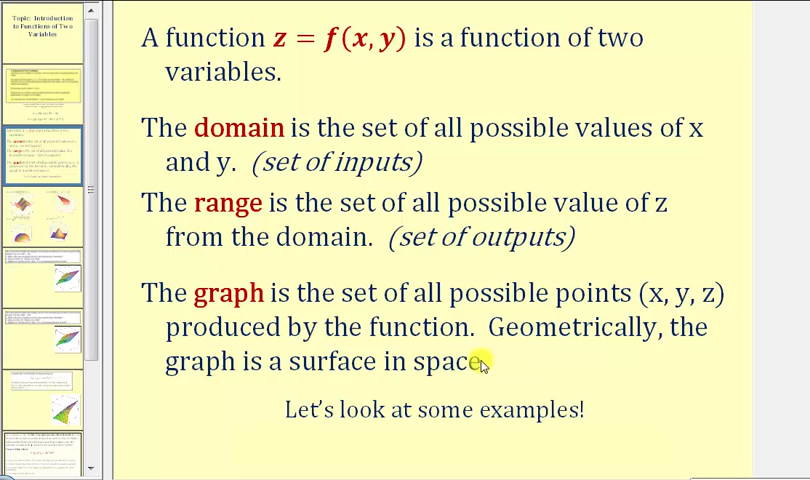 Topic: Introduction
to Functions of Two
Variables
A function z = f(x, y) is a function of two
variables.
The domain is the set of all possible values of x
and y. (set of inputs)
The range is the set of all possible value of z
from the domain. (set of outputs)
The graph is the set of all possible points (x, y, z)
produced by the function. Geometrically, the
graph is a surface in space.
Let's look at some examples!